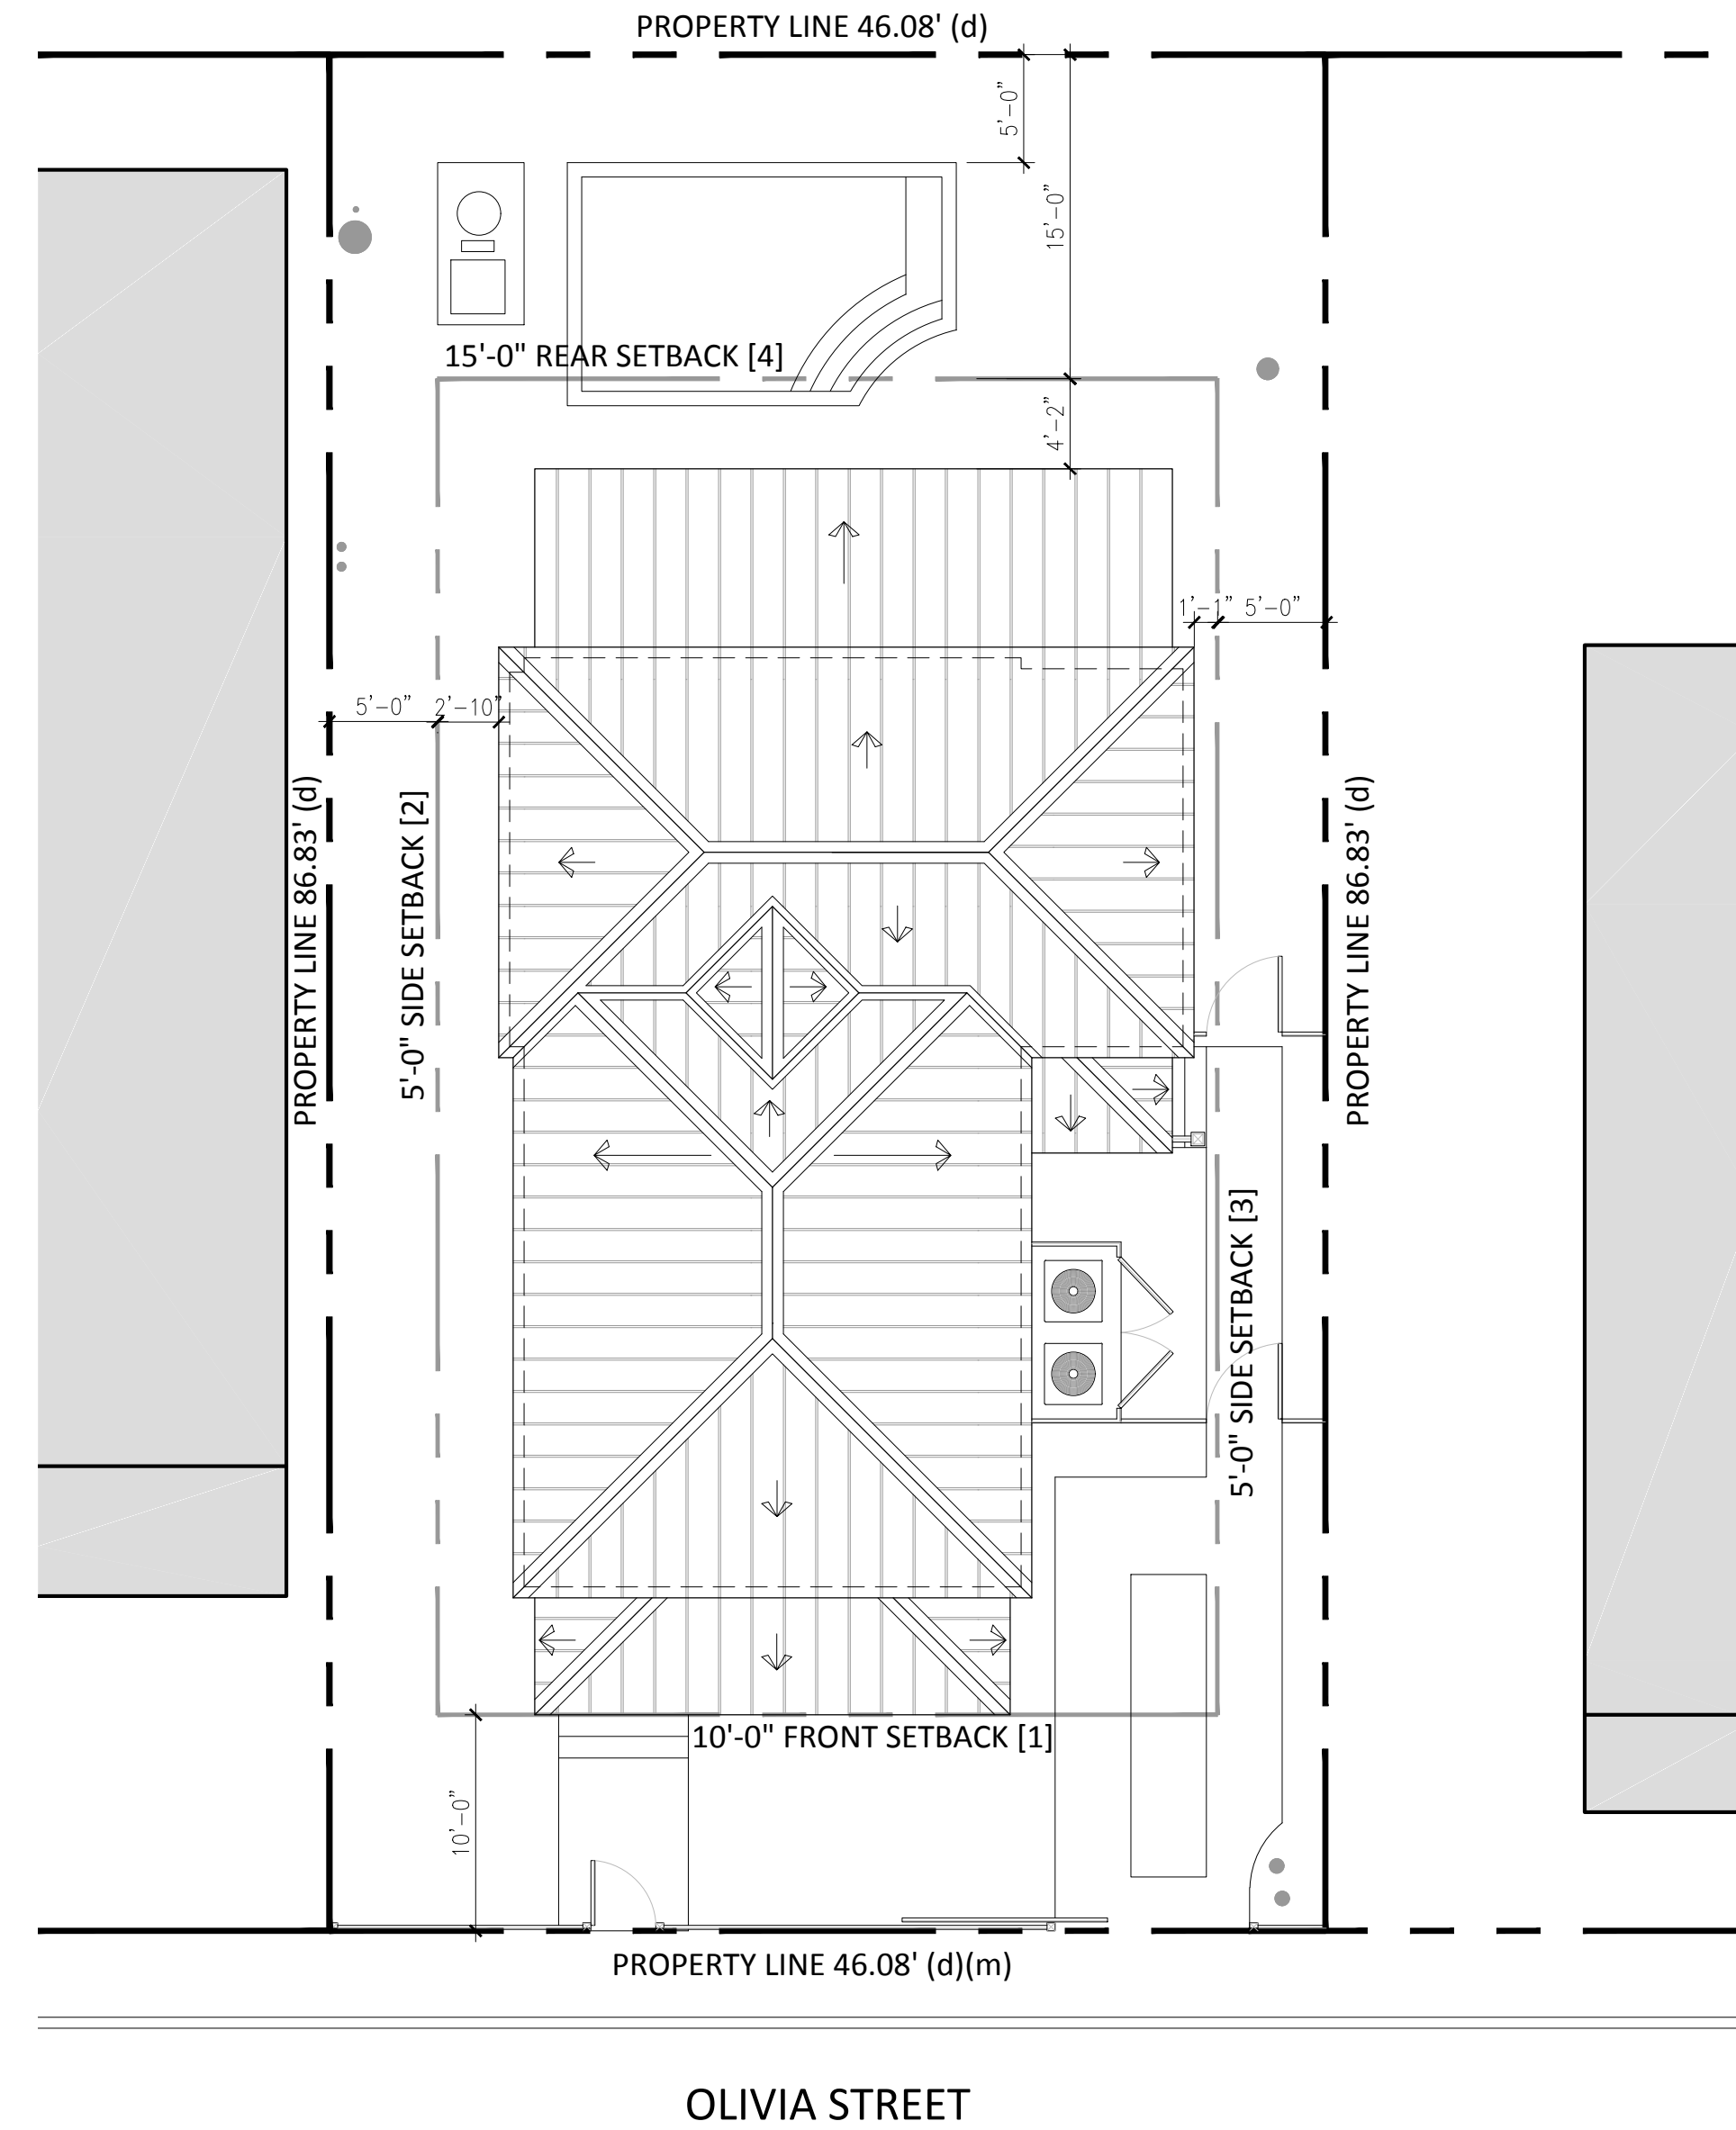 PROPERTY LINE 46.08' (d)
5'-0"
15'-0"
15'-0" REAR SETBACK [4]
4'-2"
1'-1" 5'-0"
5'-0" 2'-10"
PROPERTY LINE 86.83' (d)
5'-0" SIDE SETBACK [2]
PROPERTY LINE 86.83' (d)
5'-0" SIDE SETBACK [3]
10'-0" FRONT SETBACK [1]
10'-0"
PROPERTY LINE 46.08' (d)(m)
OLIVIA STREET